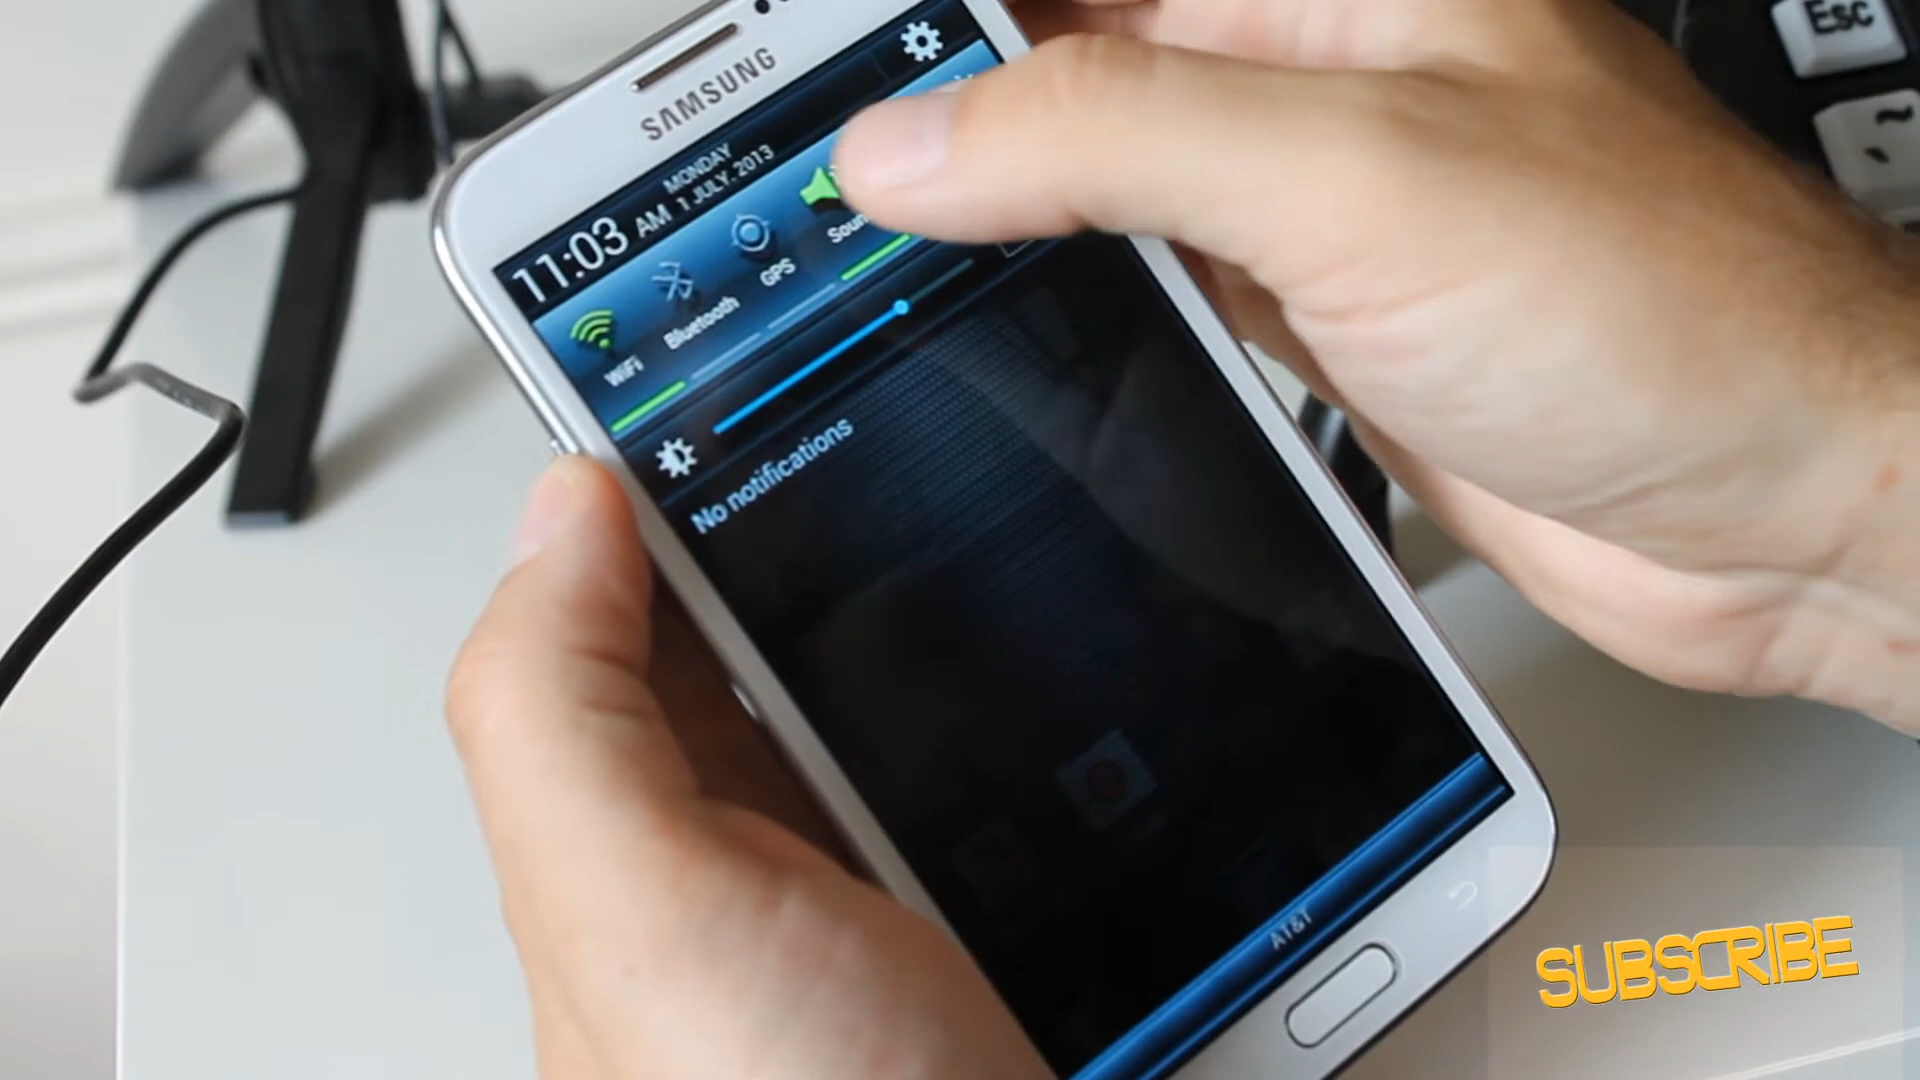 Esc
~
SAMSUNG
MONDAY
1 JULY, 2013
11:03 AM
WiFi
Bluetooth
GPS
No notifications
AT&T
SUBSCRIBE